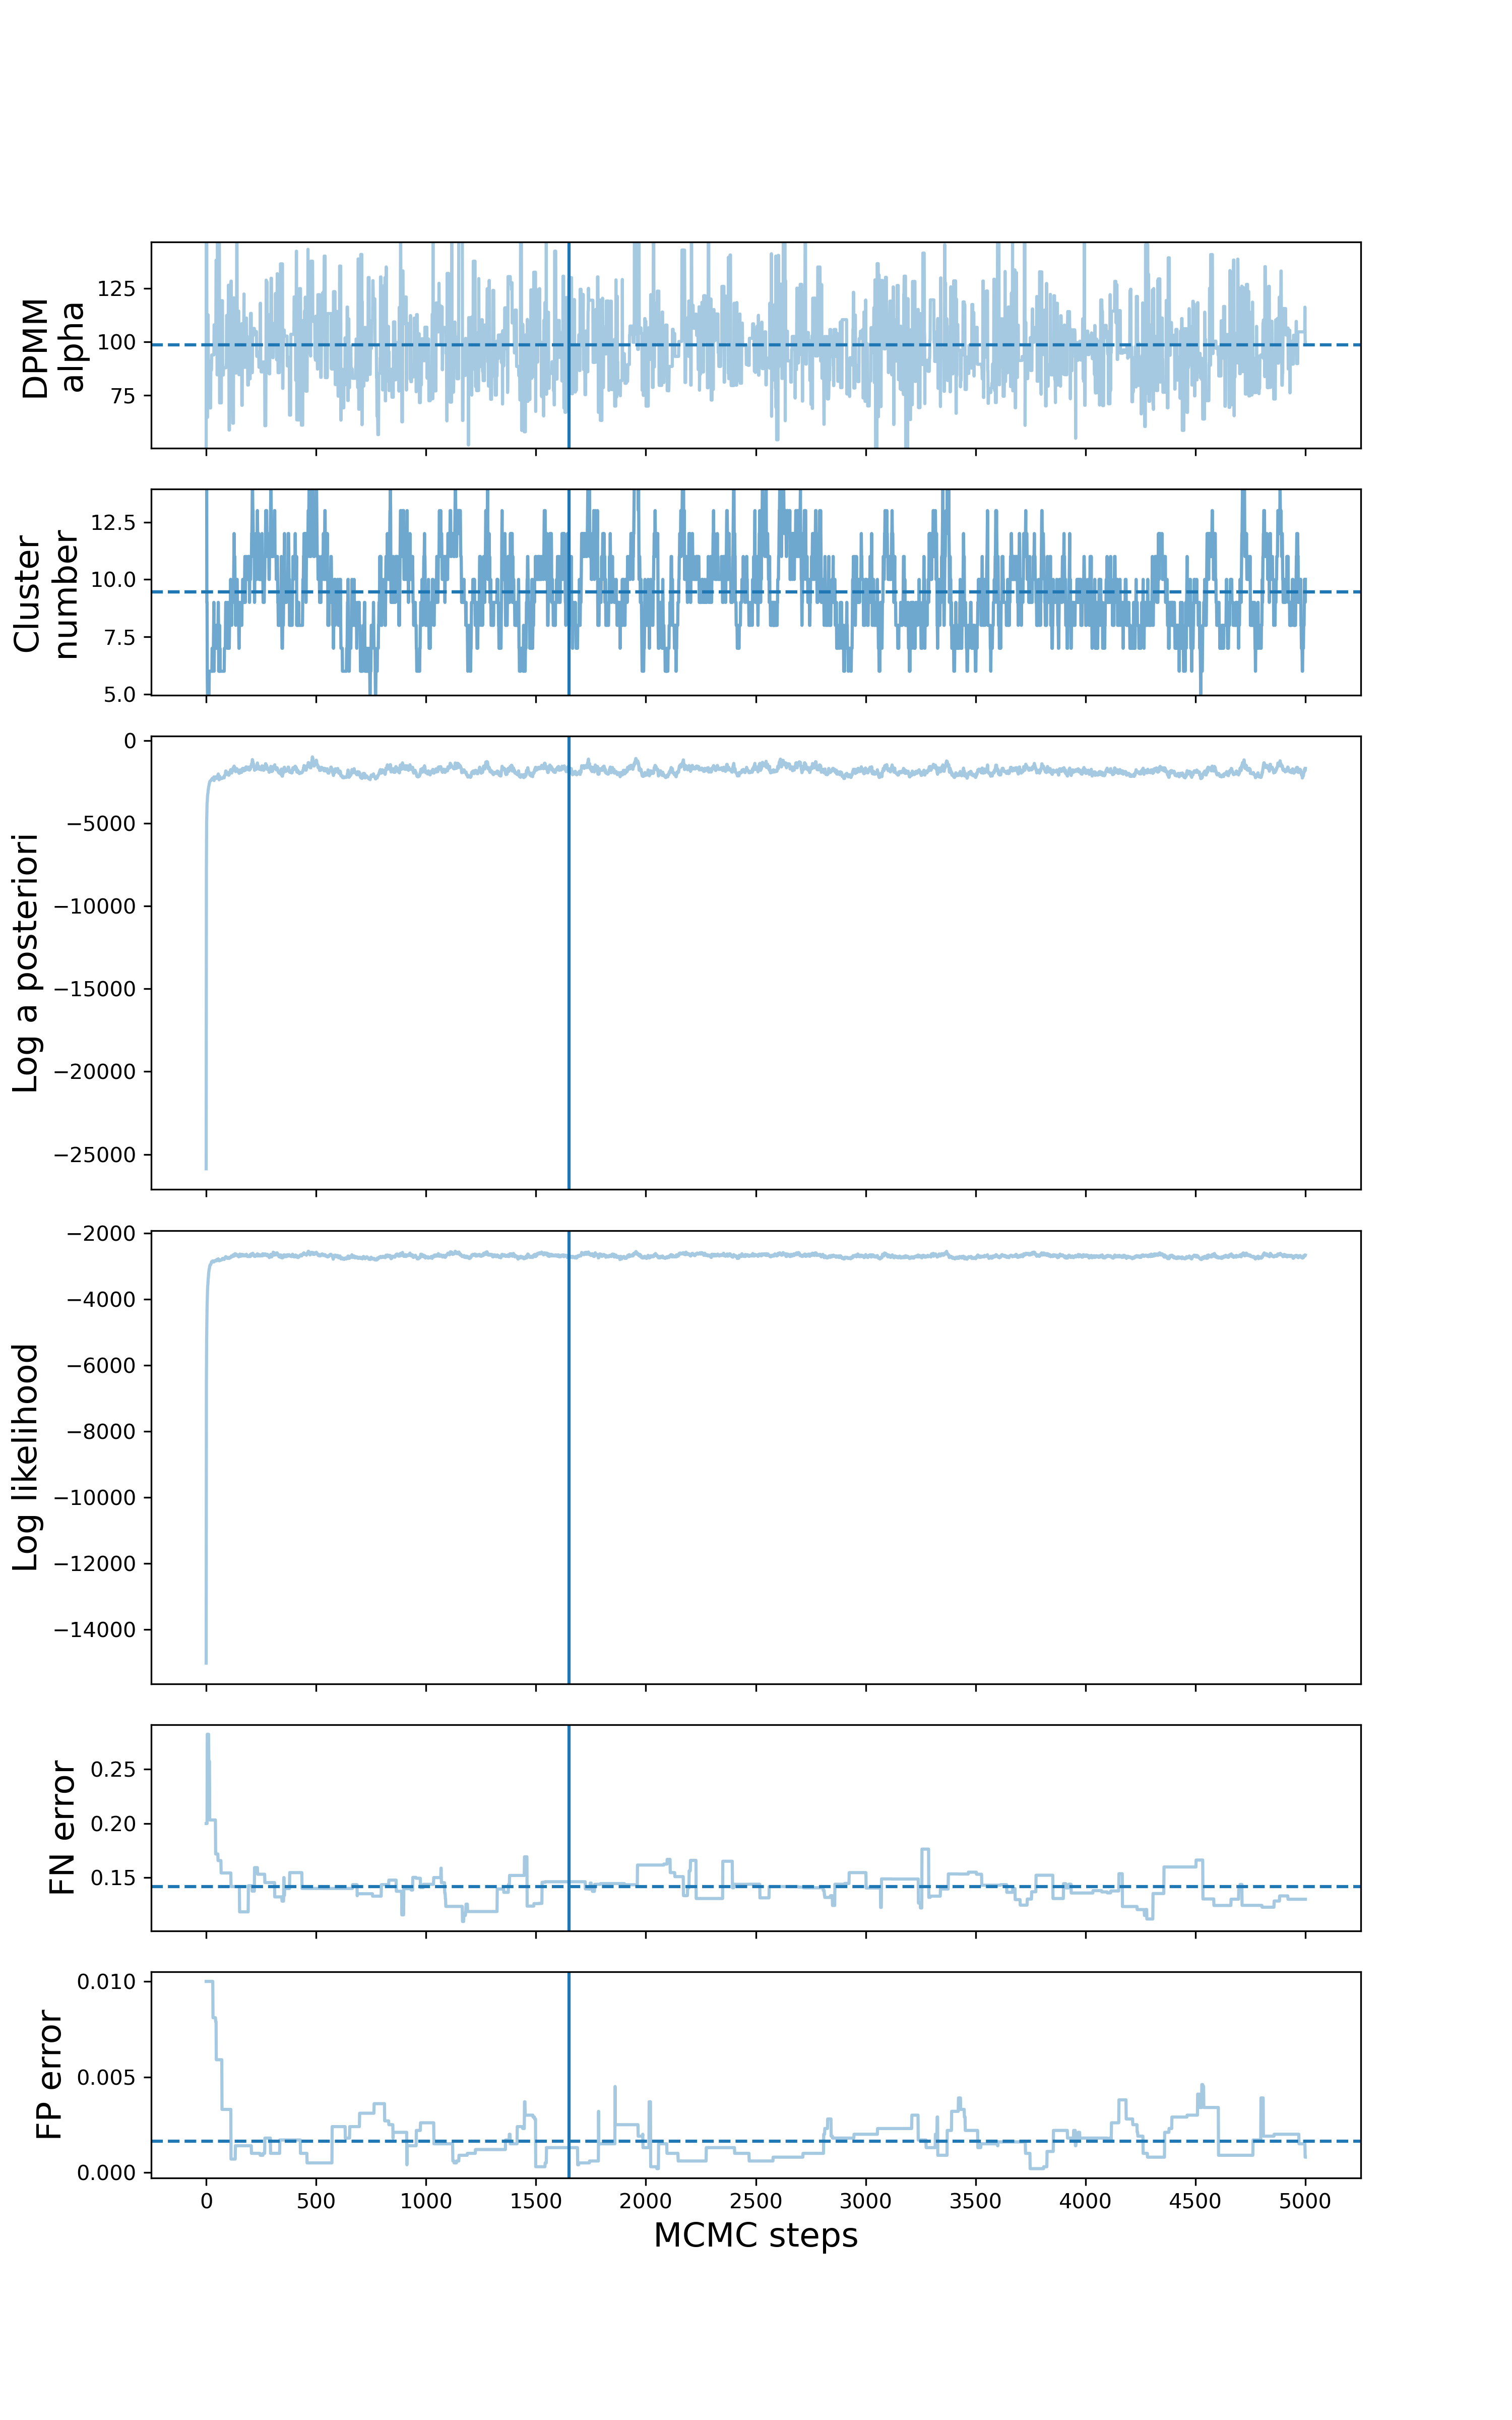 DPMM
alpha
125
100
75
Cluster
number
12.5
10.0
7.5
5.0
Log a posteriori
0
−5000
−10000
−15000
−20000
−25000
Log likelihood
−2000
−4000
−6000
−8000
−10000
−12000
−14000
FN error
0.25
0.20
0.15
FP error
0.010
0.005
0.000
0 500 1000 1500 2000 2500 3000 3500 4000 4500 5000
MCMC steps